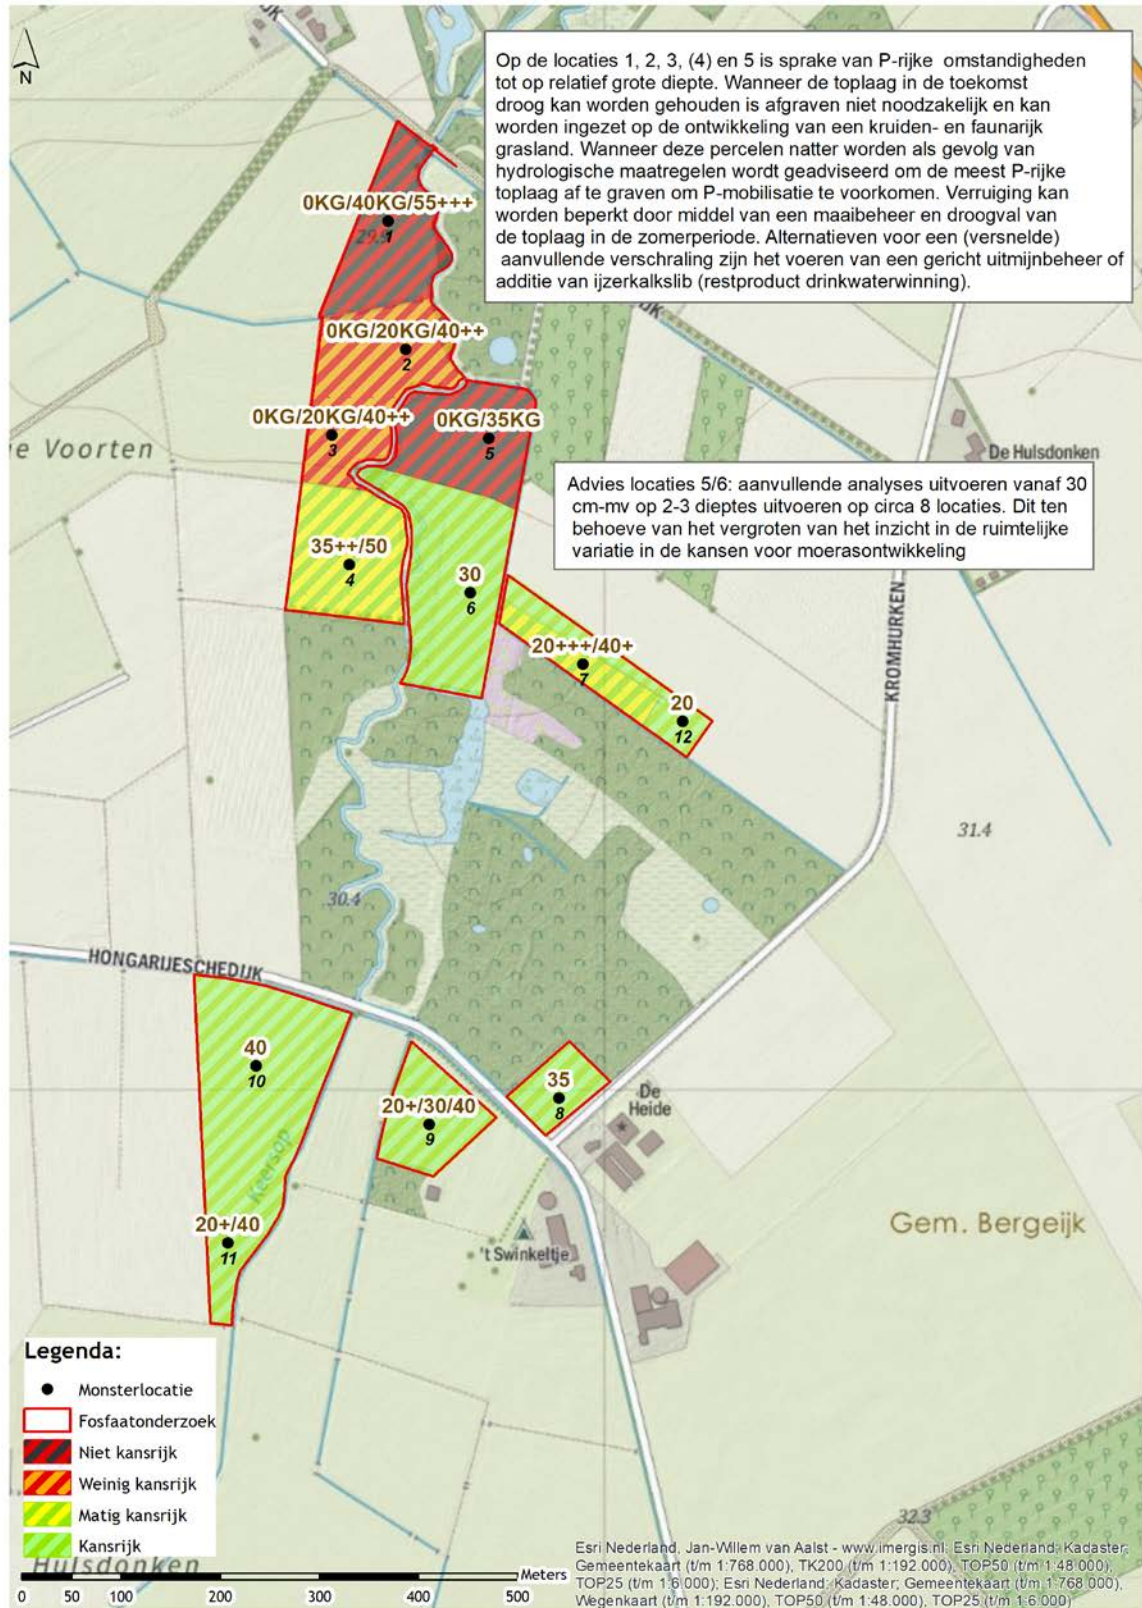 DIJK
N
Op de locaties 1, 2, 3, (4) en 5 is sprake van P-rijke omstandigheden
tot op relatief grote diepte. Wanneer de toplaag in de toekomst
droog kan worden gehouden is afgraven niet noodzakelijk en kan
worden ingezet op de ontwikkeling van een kruiden- en faunarijk
grasland. Wanneer deze percelen natter worden als gevolg van
hydrologische maatregelen wordt geadviseerd om de meest P-rijke
toplaag af te graven om P-mobilisatie te voorkomen. Verruiging kan
worden beperkt door middel van een maaibeheer en droogval van
de toplaag in de zomerperiode. Alternatieven voor een (versnelde)
aanvullende verschraling zijn het voeren van een gericht uitmijnbeheer of
additie van ijzerkalkslib (restproduct drinkwaterwinning).
0KG/40KG/55+++
1
0KG/20KG/40++
2
0KG/20KG/40++
3
0KG/35KG
5
e Voorten
De Hulsdonken
Advies locaties 5/6: aanvullende analyses uitvoeren vanaf 30
cm-mv op 2-3 dieptes uitvoeren op circa 8 locaties. Dit ten
behoeve van het vergroten van het inzicht in de ruimtelijke
variatie in de kansen voor moerasontwikkeling
35++/50
4
30
6
20+++/40+
7
20
12
KROMHURKEN
31.4
30.4
HONGARIJESCHEDIJK
40
10
20+/30/40
9
35
8
De
Heide
Keersop
20+/40
11
't Swinkeltje
Gem. Bergeijk
Legenda:
Monsterlocatie
Fosfaatonderzoek
Niet kansrijk
Weinig kansrijk
Matig kansrijk
Kansrijk
Hulsdonken
32.3
Meters
0 50 100 200 300 400 500
Esri Nederland, Jan-Willem van Aalst - www.imergis.nl; Esri Nederland; Kadaster;
Gemeentekaart (t/m 1:768.000), TK200 (t/m 1:192.000), TOP50 (t/m 1:48.000),
TOP25 (t/m 1:6.000); Esri Nederland; Kadaster; Gemeentekaart (t/m 1:768.000),
Wegenkaart (t/m 1:192.000), TOP50 (t/m 1:48.000), TOP25 (t/m 1:6.000)